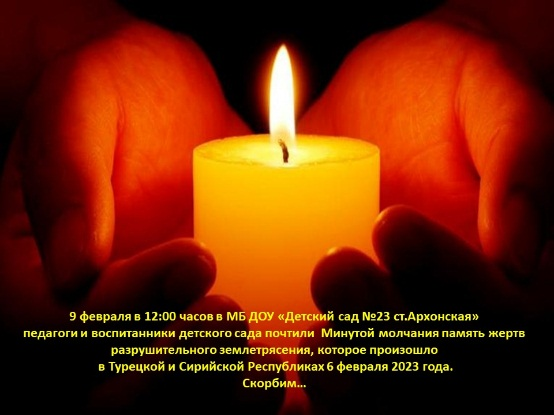 9 февраля в 12:00 часов в МБ ДОУ «Детский сад №23 ст.Архонская»
педагоги и воспитанники детского сада почтили Минутой молчания память жертв
разрушительного землетрясения, которое произошло
в Турецкой и Сирийской Республиках 6 февраля 2023 года.
Скорбим...